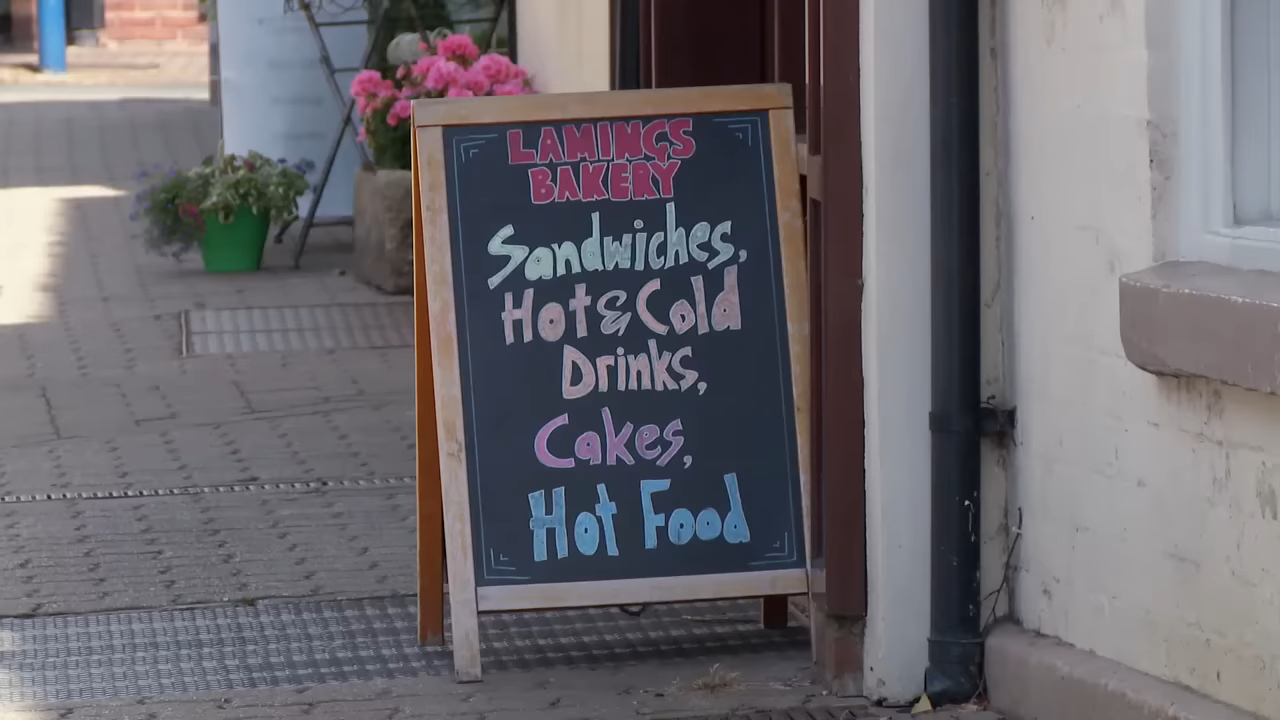 LAMINGS
BAKERY
Sandwiches,
Hot & Cold
Drinks,
Cakes,
Hot Food